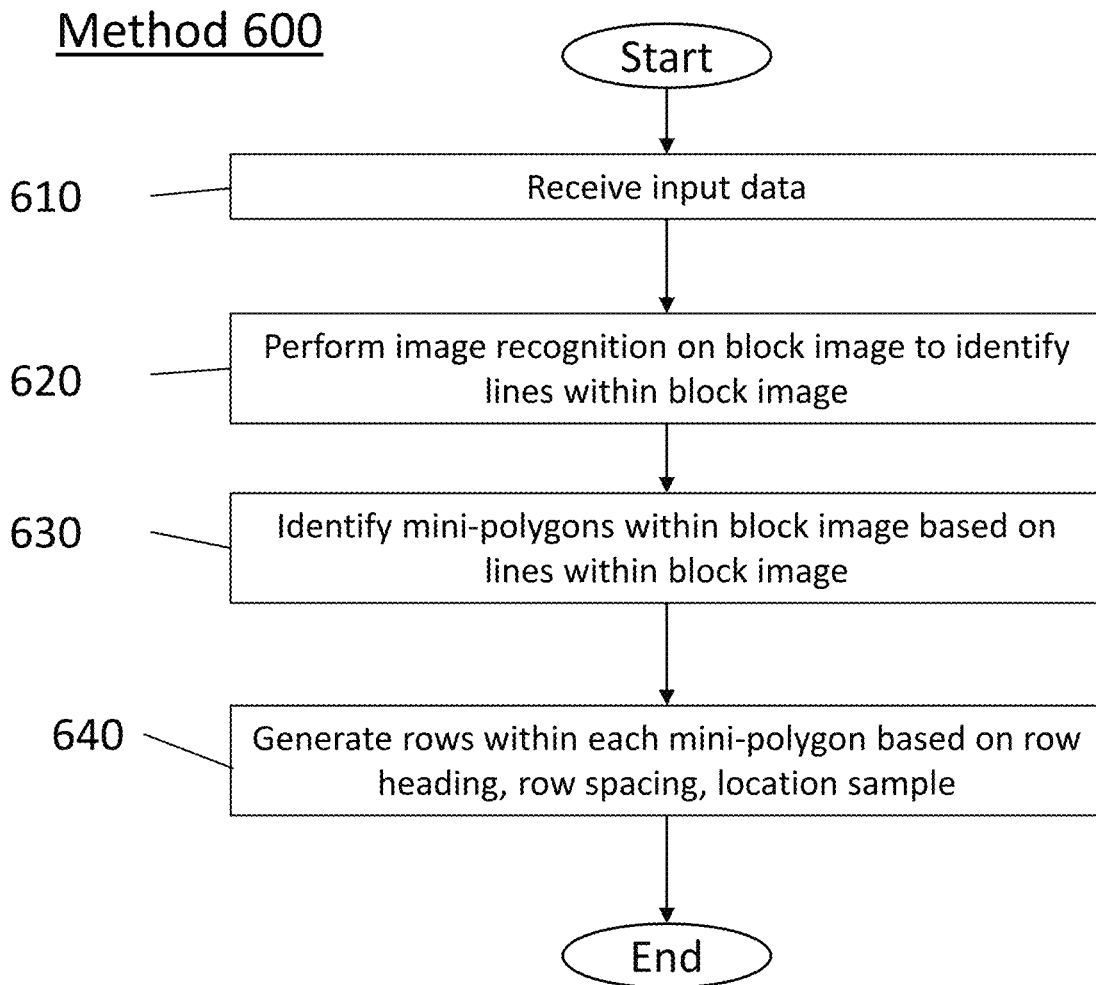 Method 600
Start
610
Receive input data
620
Perform image recognition on block image to identify
lines within block image
630
Identify mini-polygons within block image based on
lines within block image
640
Generate rows within each mini-polygon based on row
heading, row spacing, location sample
End